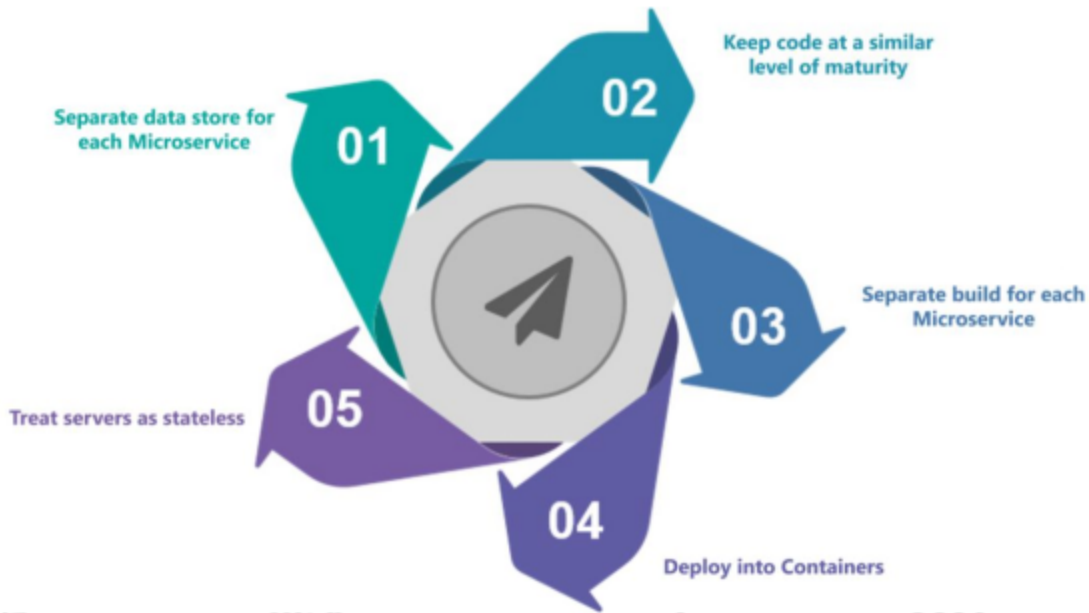 01
Separate data store for
each Microservice
02
Keep code at a similar
level of maturity
03
Separate build for each
Microservice
04
Deploy into Containers
05
Treat servers as stateless